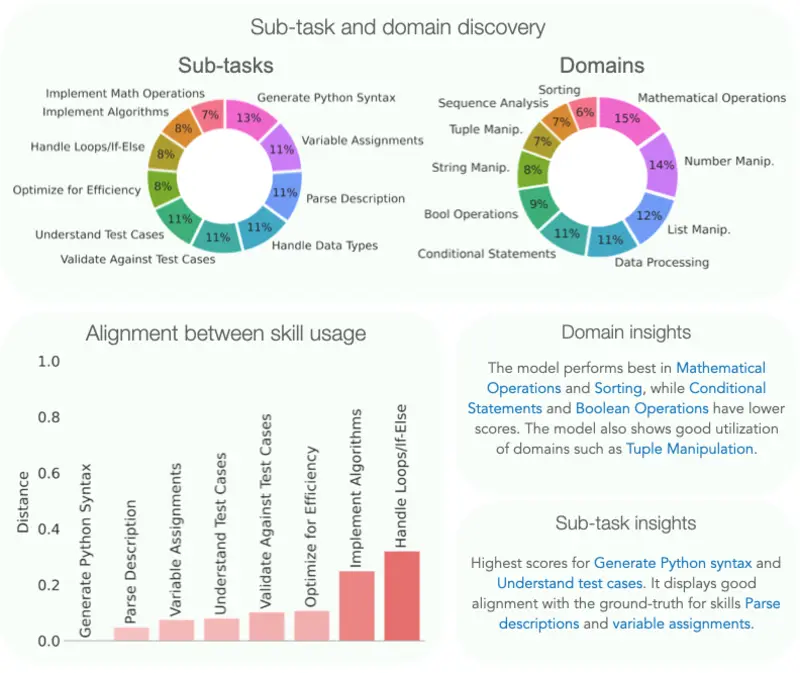 Sub-task and domain discovery
Sub-tasks
Implement Math Operations
Implement Algorithms
Handle Loops/If-Else
Optimize for Efficiency
Understand Test Cases
Validate Against Test Cases
Generate Python Syntax
Variable Assignments
Parse Description
Handle Data Types
7%
13%
8%
11%
8%
11%
8%
11%
11%
11%
Domains
Sorting
Sequence Analysis
Tuple Manip.
String Manip.
Bool Operations
Conditional Statements
Mathematical Operations
Number Manip.
List Manip.
Data Processing
6%
15%
7%
7%
14%
8%
12%
9%
11%
11%
Alignment between skill usage
Distance
1.0
0.8
0.6
0.4
0.2
0.0
Generate Python Syntax
Parse Description
Variable Assignments
Understand Test Cases
Validate Against Test Cases
Optimize for Efficiency
Implement Algorithms
Handle Loops/If-Else
Domain insights
The model performs best in Mathematical
Operations and Sorting, while Conditional
Statements and Boolean Operations have lower
scores. The model also shows good utilization
of domains such as Tuple Manipulation.
Sub-task insights
Highest scores for Generate Python syntax and
Understand test cases. It displays good
alignment with the ground-truth for skills Parse
descriptions and variable assignments.